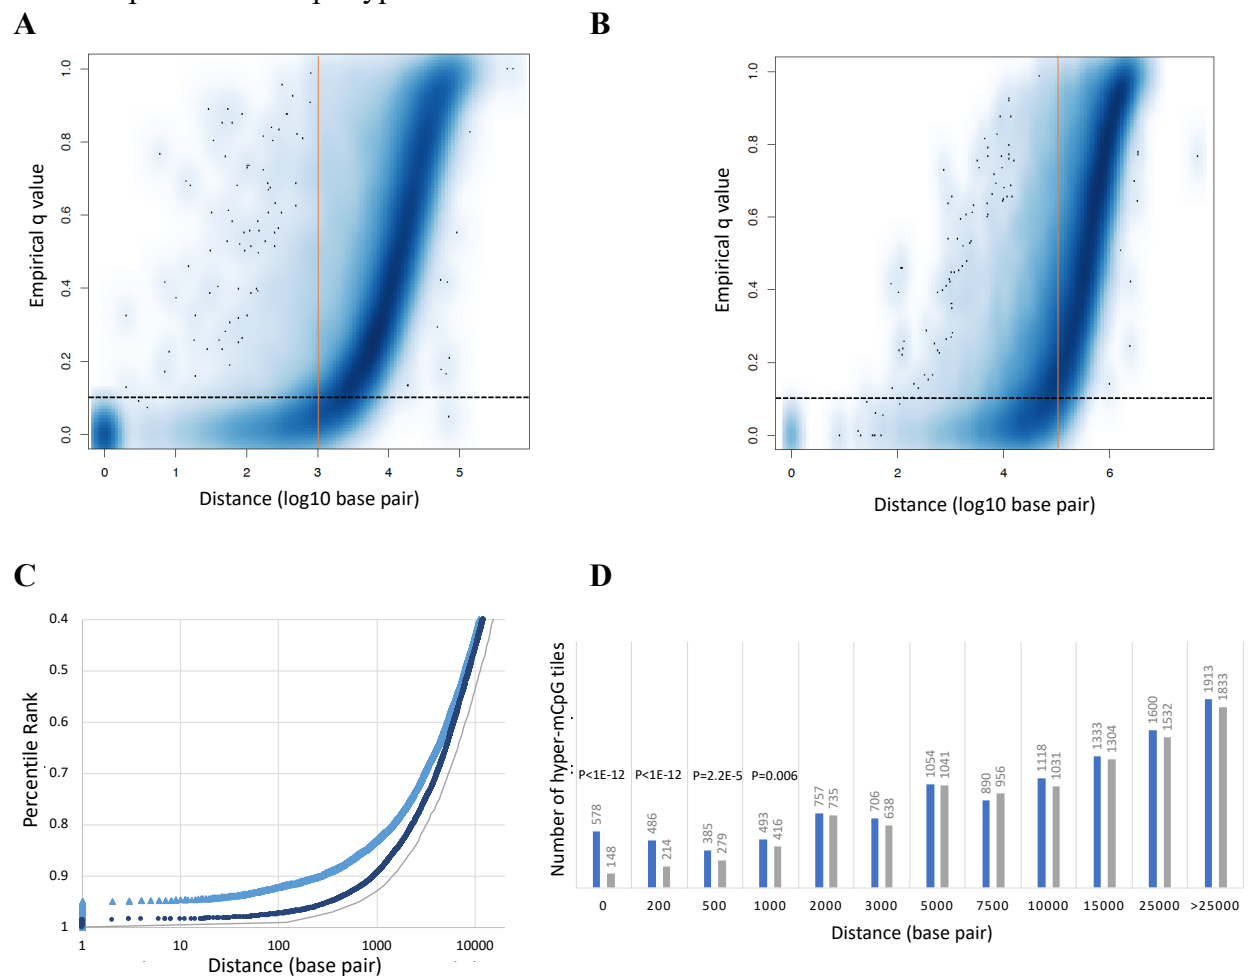 A
B
1.0
0.8
0.6
0.4
0.2
0.0
Empirical q value
0 1 2 3 4 5
Distance (log10 base pair)
1.0
0.8
0.6
0.4
0.2
0.0
Empirical q value
0 2 4 6
Distance (log10 base pair)
C
D
0.4
0.5
0.6
0.7
0.8
0.9
1
Percentile Rank
1 10 100 1000 10000
Distance (base pair)
Number of hyper-mCpG tiles
P<1E-12 P<1E-12 P=2.2E-5 P=0.006
578 148 486 214 385 279 493 416 757 735 706 638 1054 1041 890 956 1118 1031 1333 1304 1600 1532 1913 1833
0 200 500 1000 2000 3000 5000 7500 10000 15000 25000 >25000
Distance (base pair)